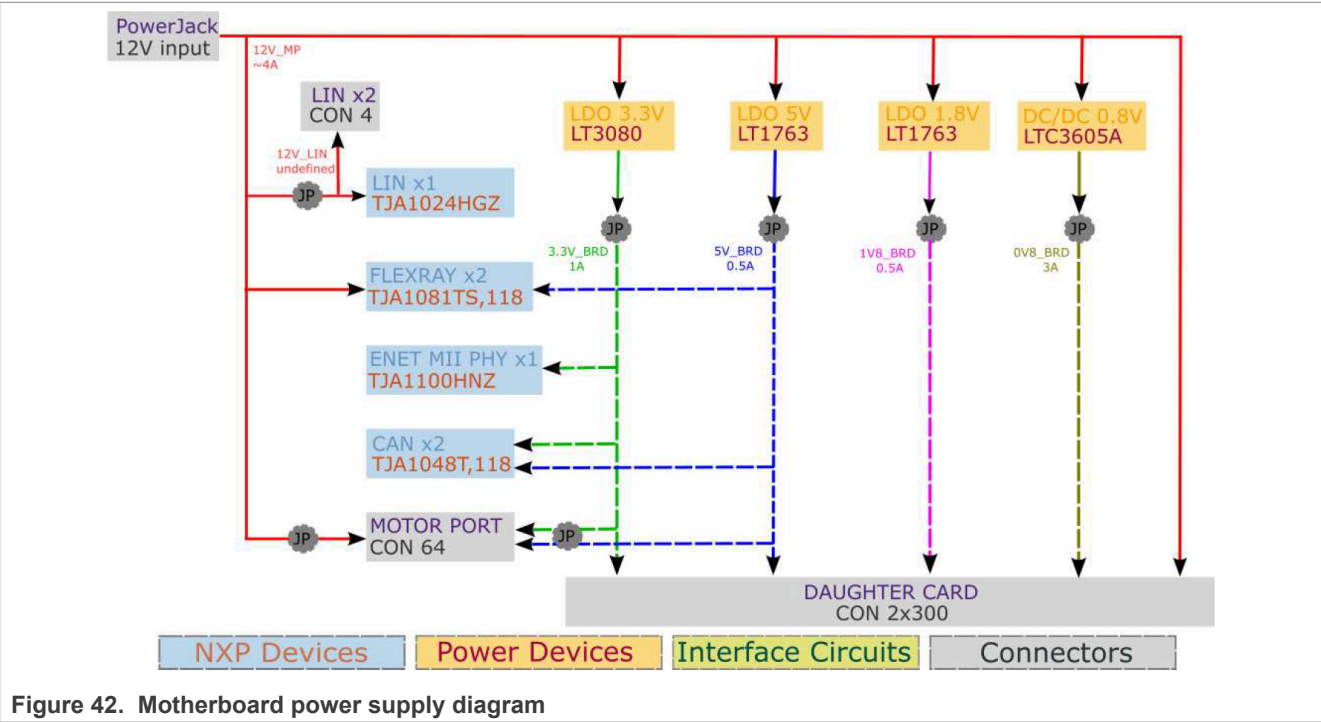 PowerJack
12V input
12V_MP
~4A
LIN x2
CON 4
12V_LIN
undefined
JP
LIN x1
TJA1024HGZ
LDO 3.3V
LT3080
LDO 5V
LT1763
LDO 1.8V
LT1763
DC/DC 0.8V
LTC3605A
JP
JP
JP
JP
3.3V_BRD
1A
5V_BRD
0.5A
1V8_BRD
0.5A
0V8_BRD
3A
FLEXRAY x2
TJA1081TS,118
ENET MII PHY x1
TJA1100HNZ
CAN x2
TJA1048T,118
JP
MOTOR PORT
CON 64
JP
DAUGHTER CARD
CON 2x300
NXP Devices
Power Devices
Interface Circuits
Connectors
Figure 42. Motherboard power supply diagram